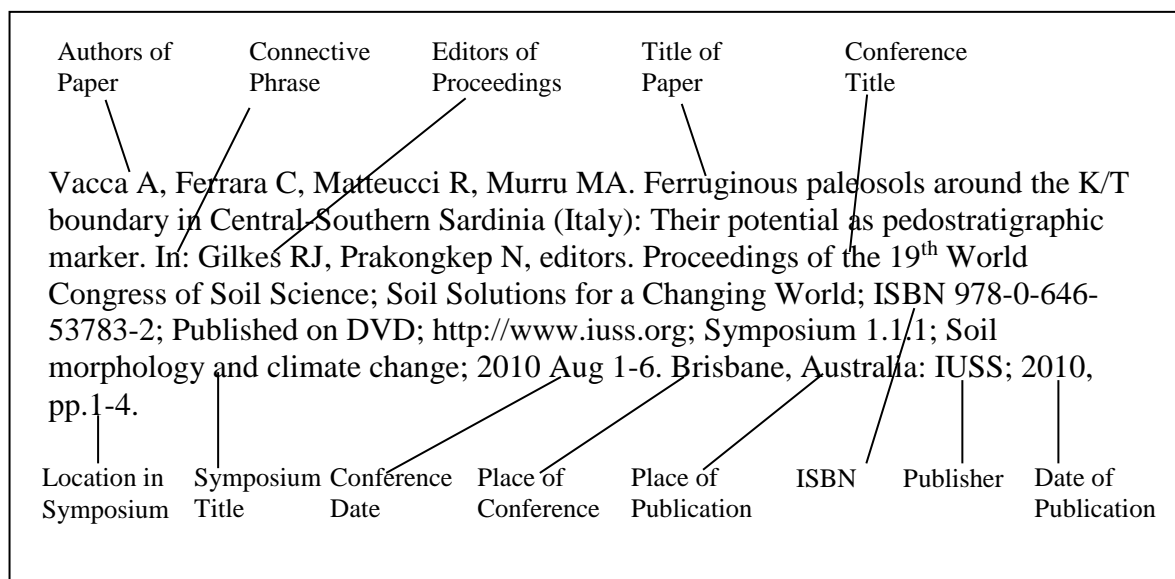 Authors of Paper
Connective Phrase
Editors of Proceedings
Title of Paper
Conference Title
Vacca A, Ferrara C, Matteucci R, Murru MA. Ferruginous paleosols around the K/T
boundary in Central-Southern Sardinia (Italy): Their potential as pedostratigraphic
marker. In: Gilkes RJ, Prakongkep N, editors. Proceedings of the 19th World
Congress of Soil Science; Soil Solutions for a Changing World; ISBN 978-0-646-
53783-2; Published on DVD; http://www.iuss.org; Symposium 1.1.1; Soil
morphology and climate change; 2010 Aug 1-6. Brisbane, Australia: IUSS; 2010,
pp.1-4.
Location in Symposium
Symposium Title
Conference Date
Place of Conference
Place of Publication
ISBN
Publisher
Date of Publication